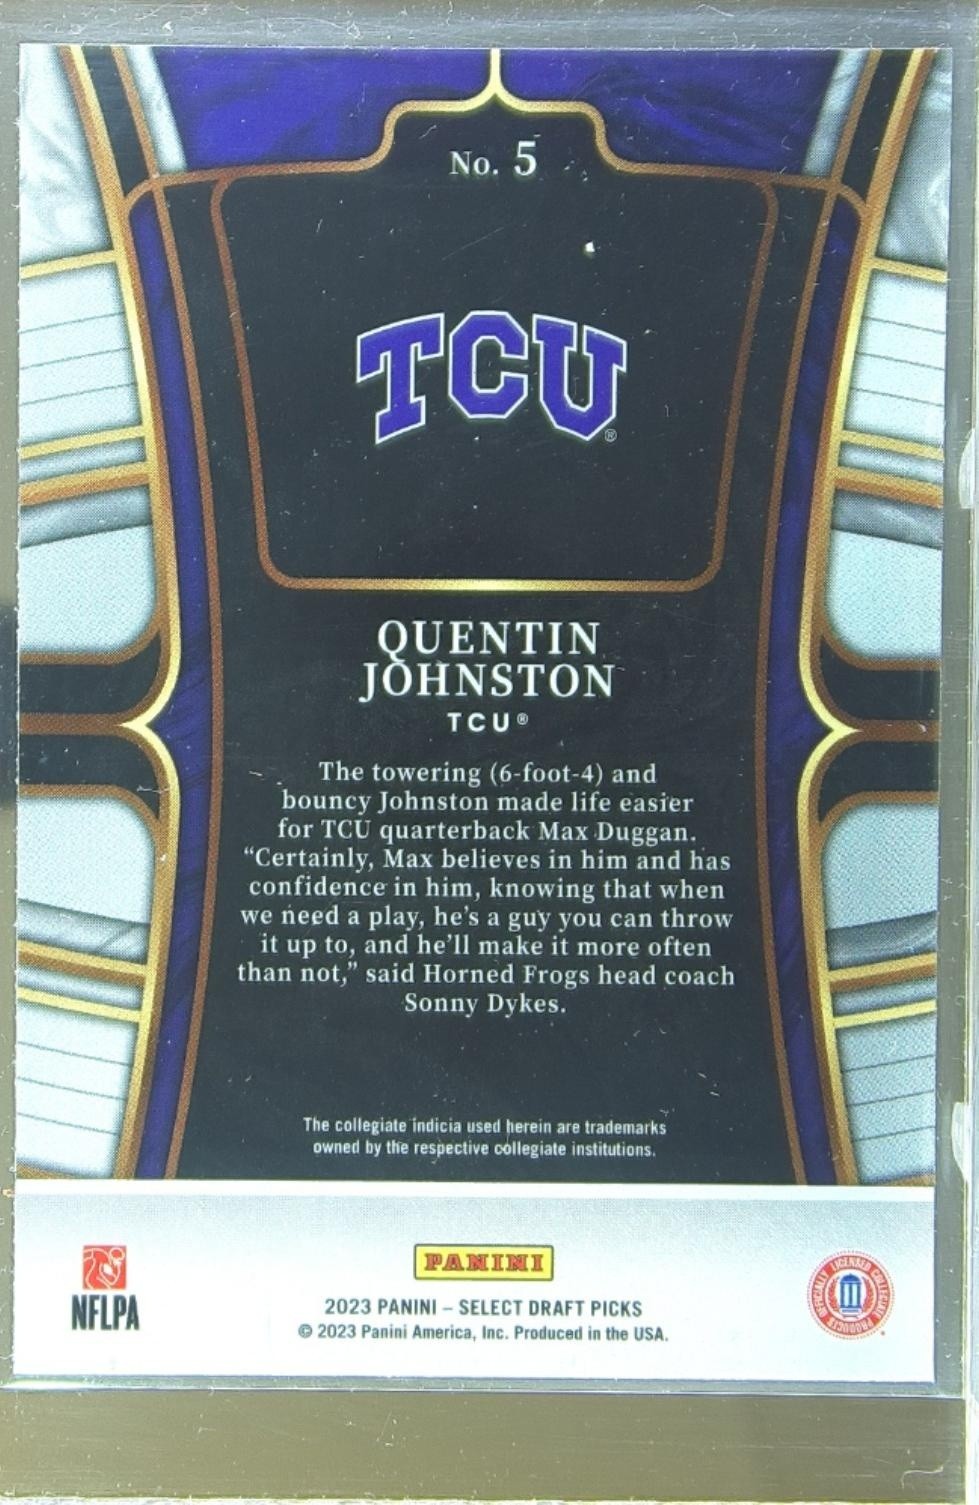 No. 5
TCU®
QUENTIN
JOHNSTON
TCU®
The towering (6-foot-4) and
bouncy Johnston made life easier
for TCU quarterback Max Duggan.
“Certainly, Max believes in him and has
confidence in him, knowing that when
we need a play, he’s a guy you can throw
it up to, and he’ll make it more often
than not,” said Horned Frogs head coach
Sonny Dykes.
The collegiate indicia used herein are trademarks
owned by the respective collegiate institutions.
PANINI
NFLPA
2023 PANINI – SELECT DRAFT PICKS
© 2023 Panini America, Inc. Produced in the USA.
OFFICIALLY LICENSED COLLEGIATE PRODUCTS